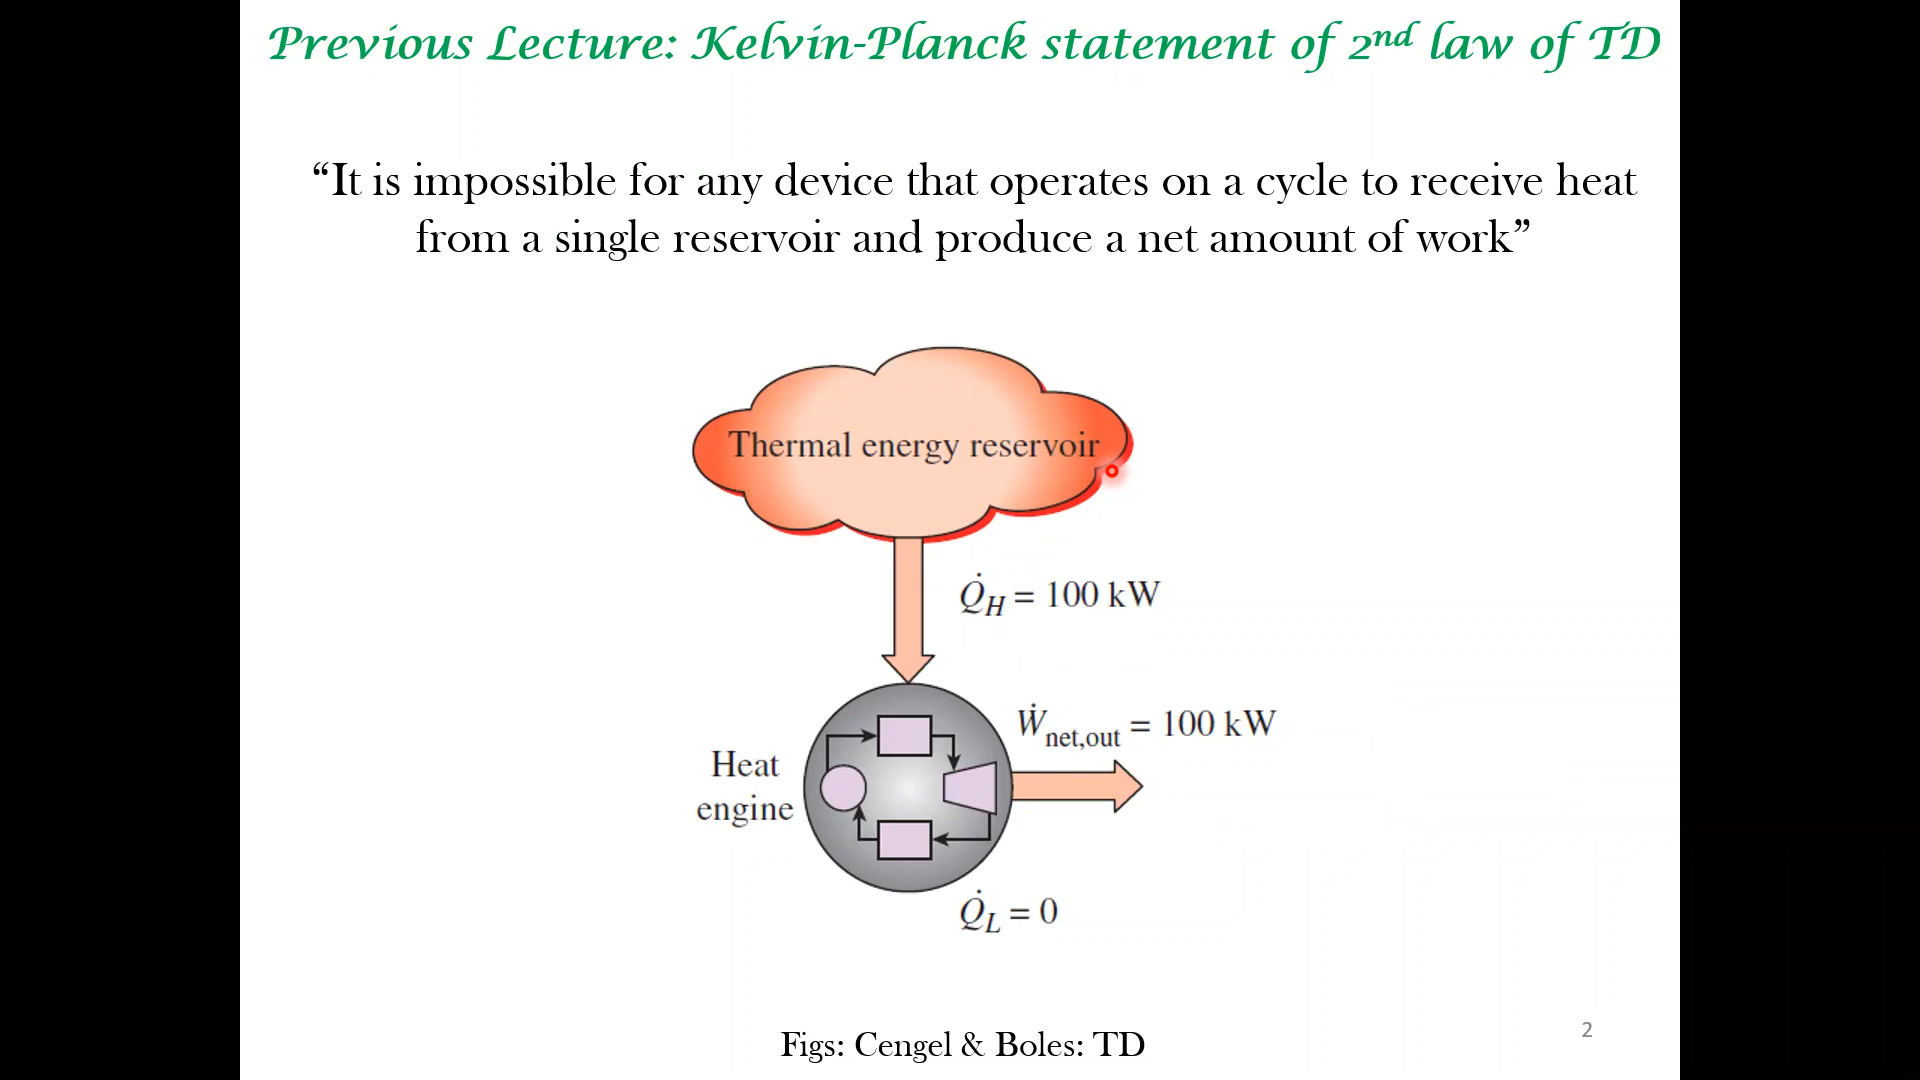 Previous Lecture: Kelvin-Planck statement of 2nd law of TD
“It is impossible for any device that operates on a cycle to receive heat
from a single reservoir and produce a net amount of work”
Thermal energy reservoir
Q̇H = 100 kW
Ẇnet,out = 100 kW
Heat
engine
Q̇L = 0
Figs: Cengel & Boles: TD
2